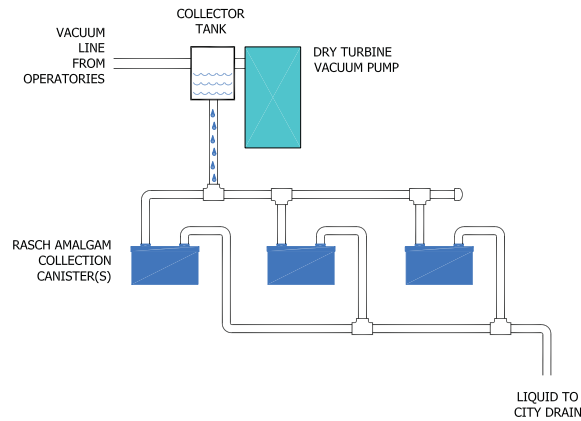 COLLECTOR
TANK
VACUUM
LINE
FROM
OPERATORIES
DRY TURBINE
VACUUM PUMP
RASCH AMALGAM
COLLECTION
CANISTER(S)
LIQUID TO
CITY DRAIN